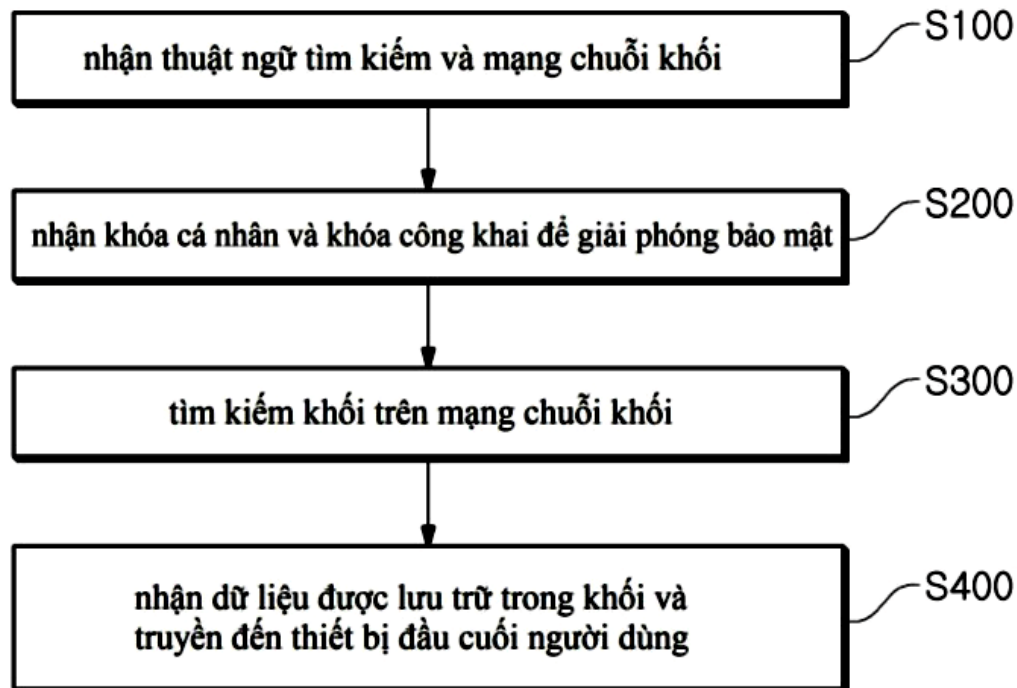 nhận thuật ngữ tìm kiếm và mạng chuỗi khối
S100
nhận khóa cá nhân và khóa công khai để giải phóng bảo mật
S200
tìm kiếm khối trên mạng chuỗi khối
S300
nhận dữ liệu được lưu trữ trong khối và
truyền đến thiết bị đầu cuối người dùng
S400